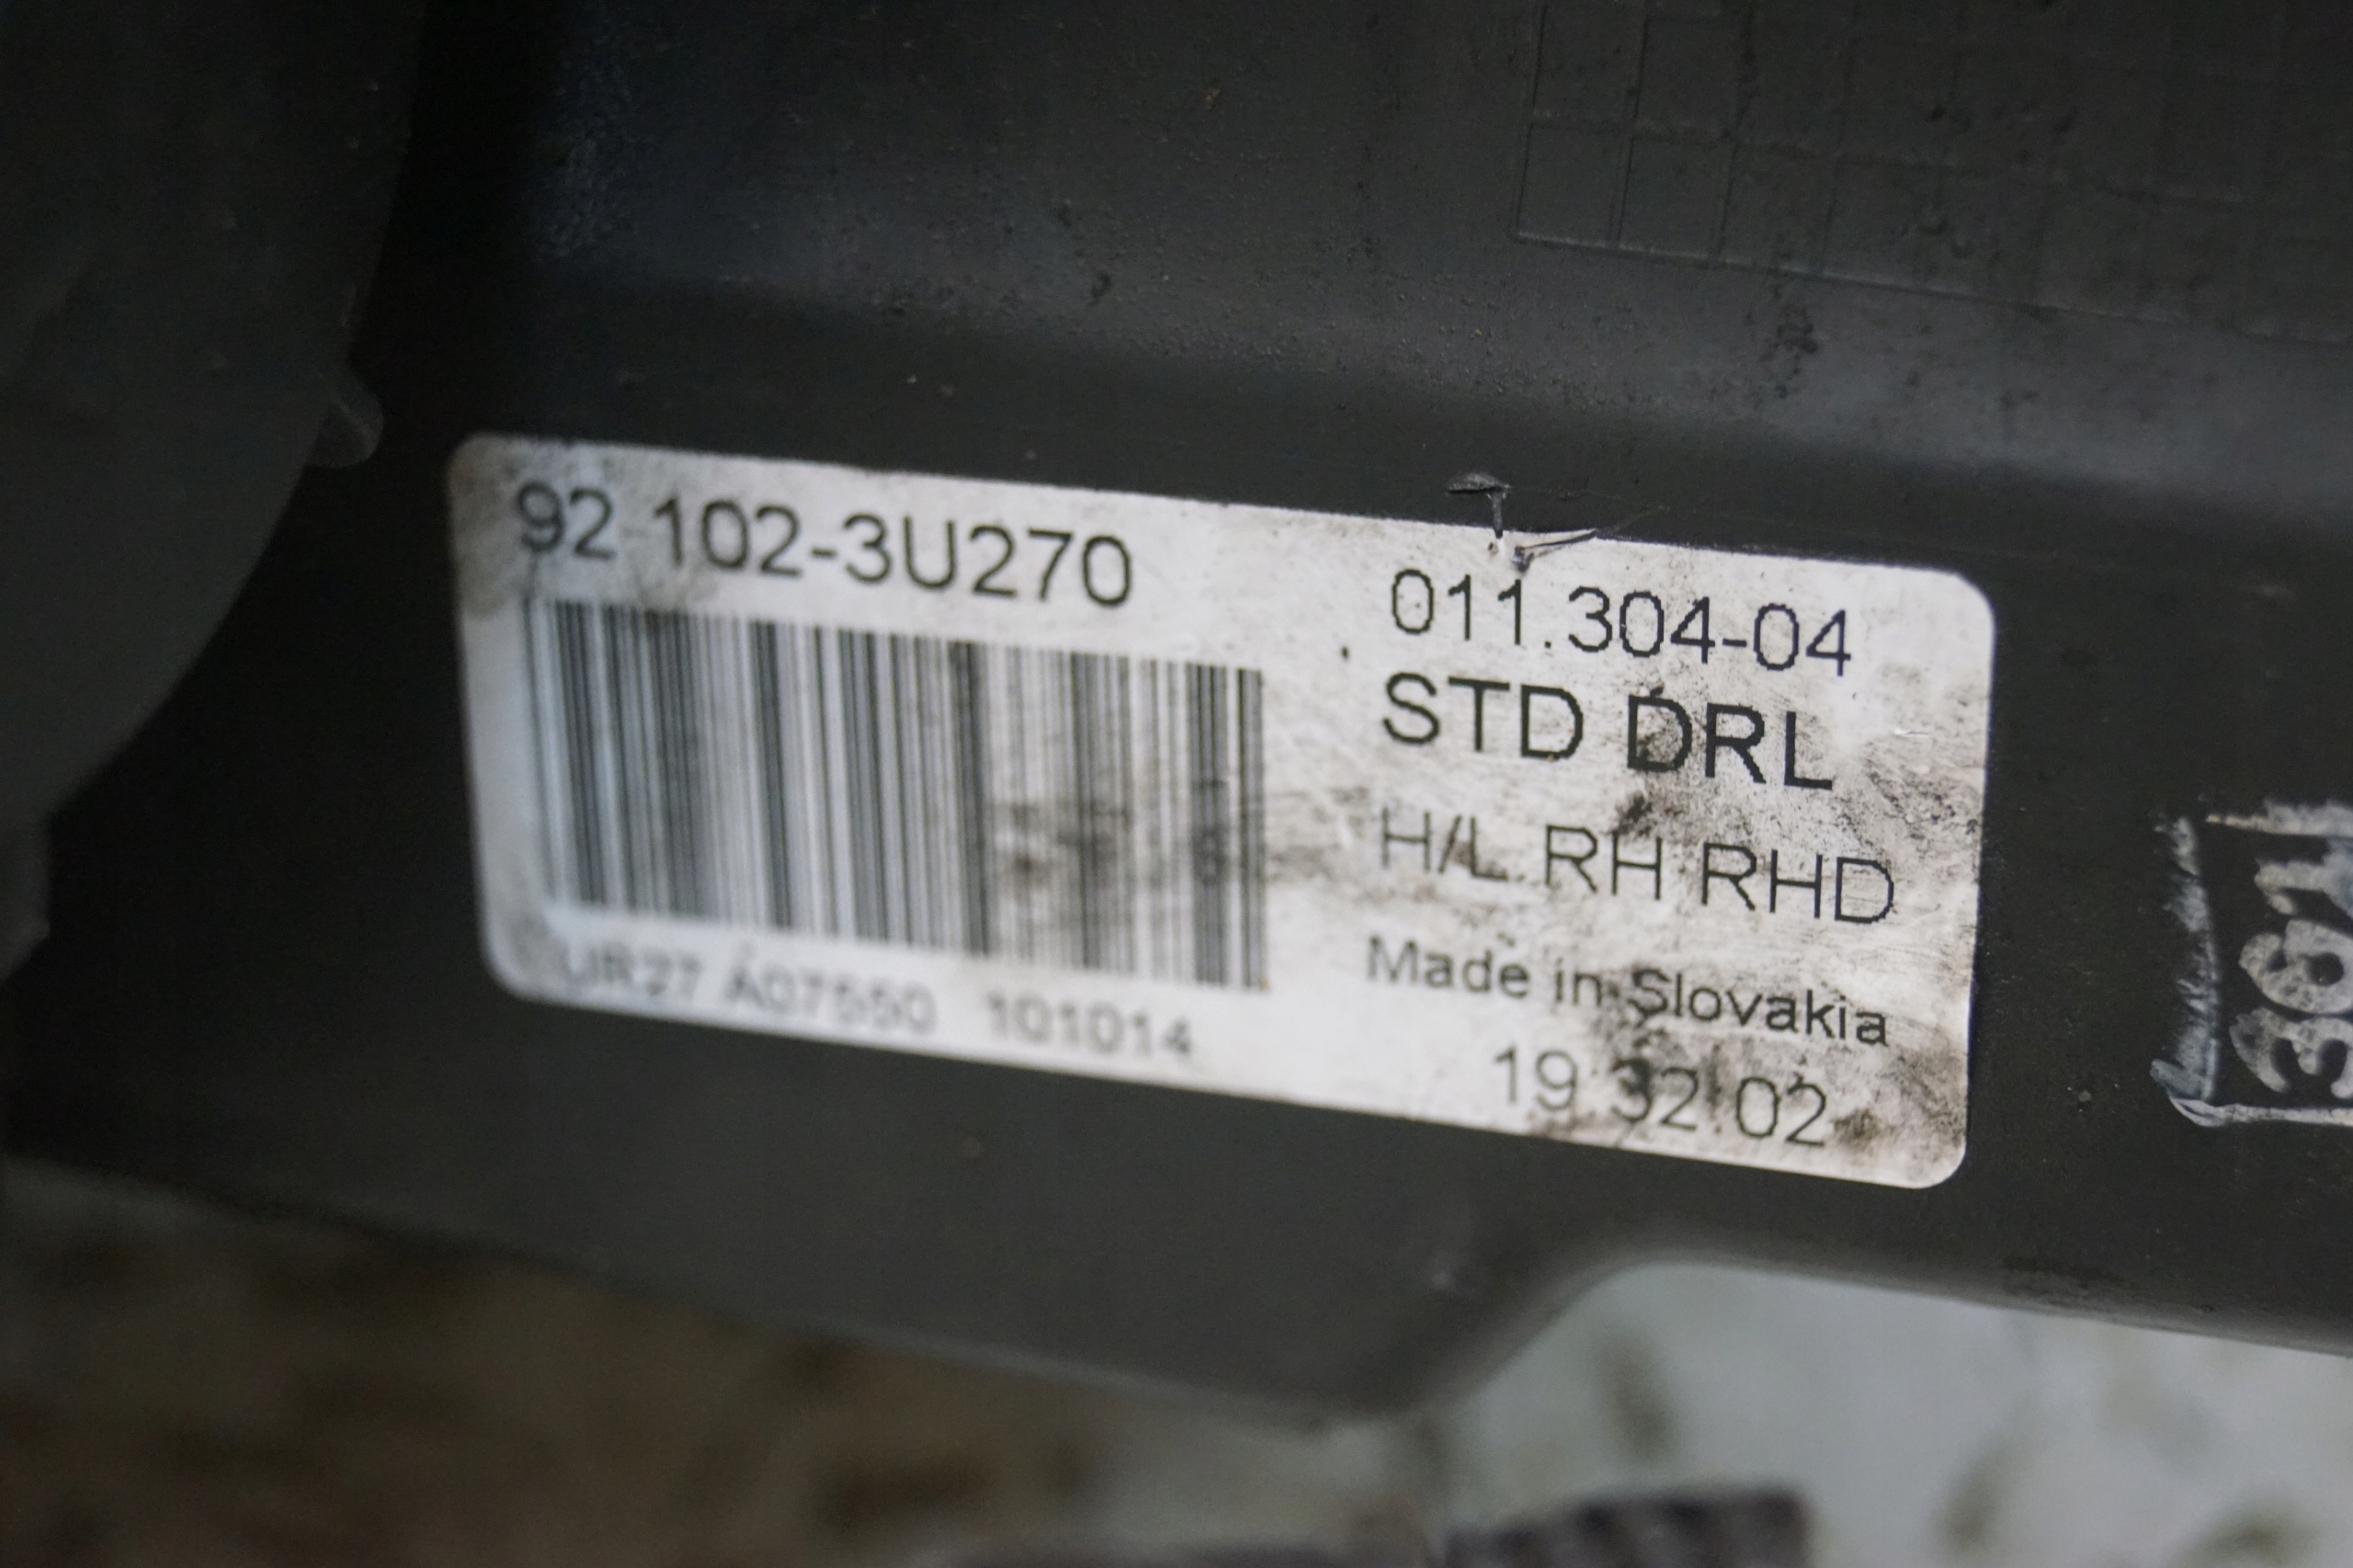 92 102-3U270
UR27 A07550 101014
011.304-04
STD DRL
H/L RH RHD
Made in Slovakia
19 32 02